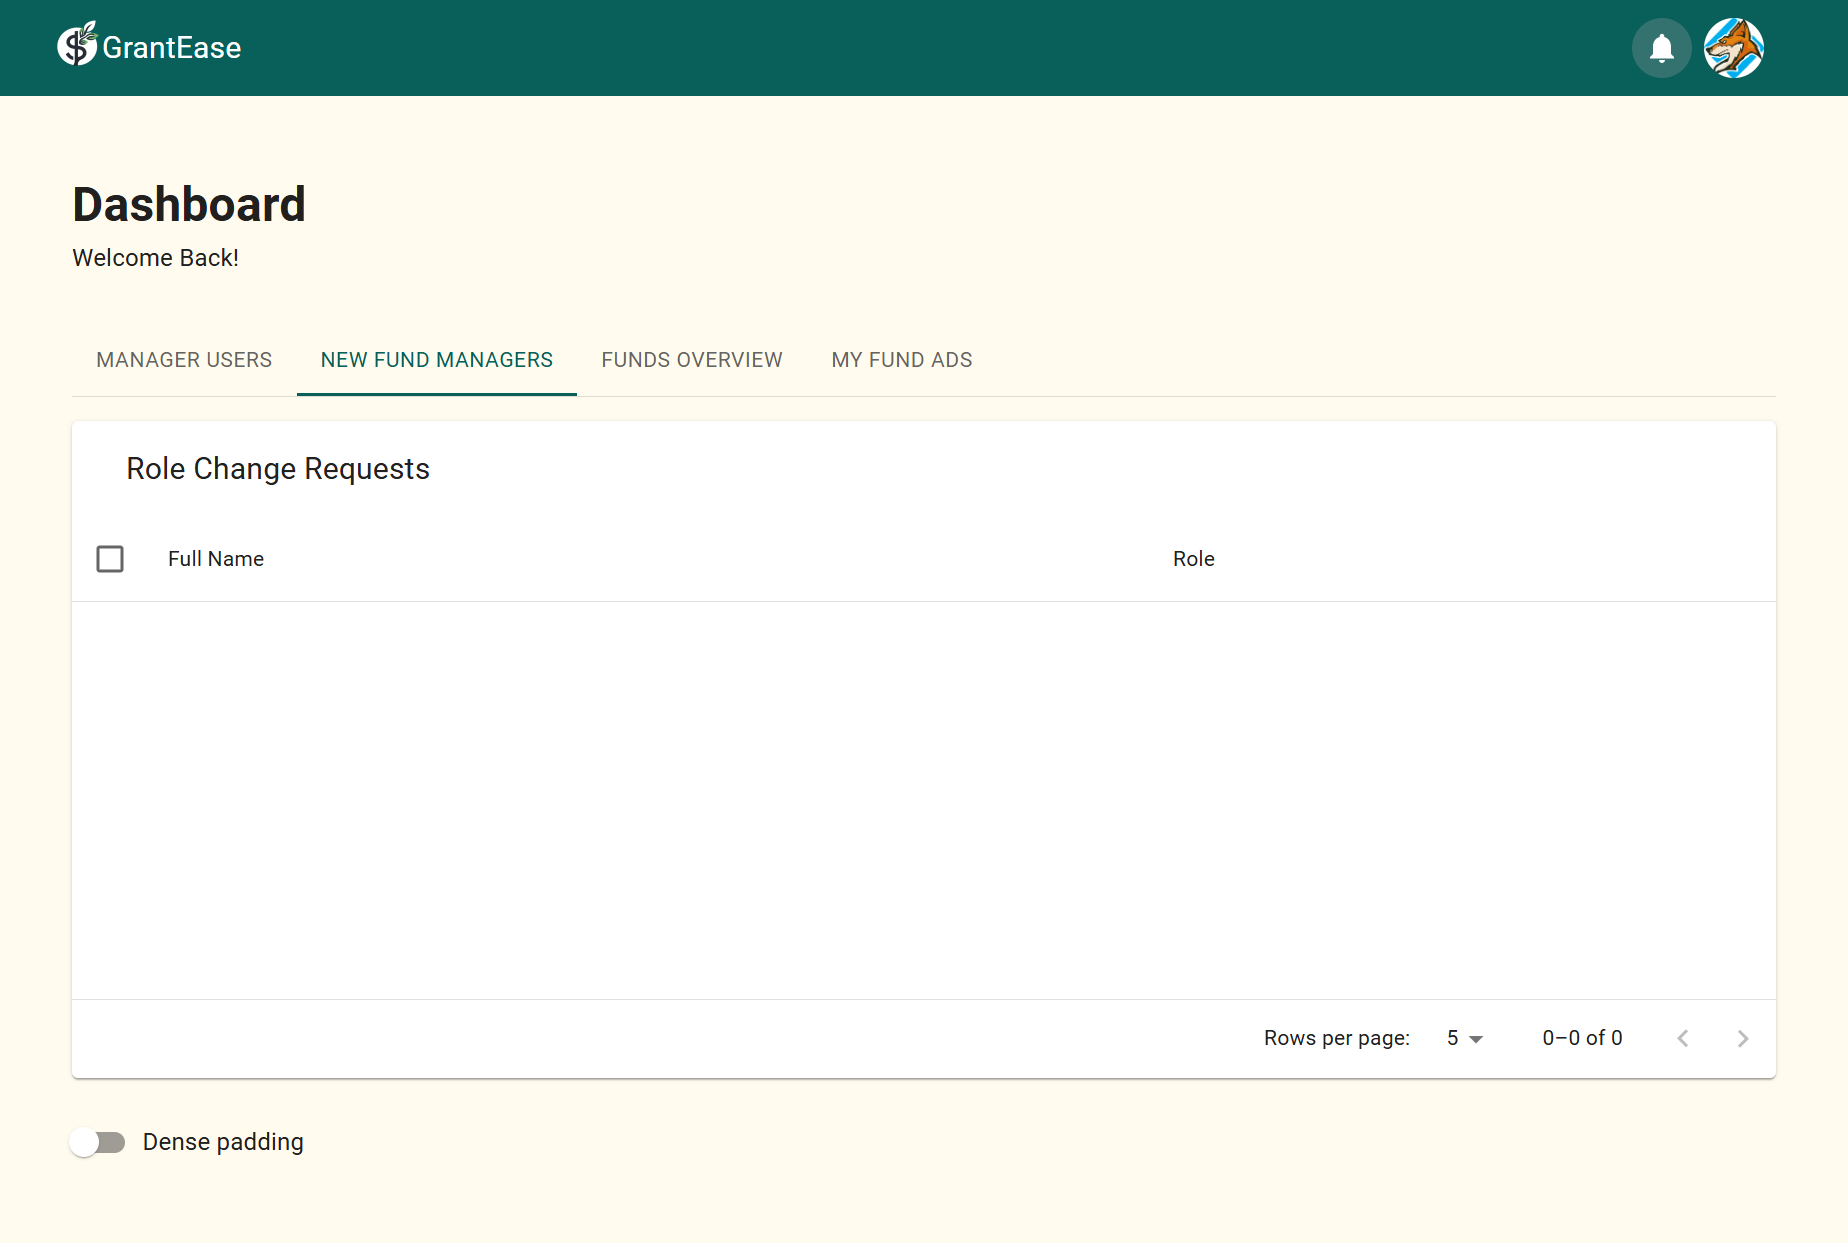 GrantEase
Dashboard
Welcome Back!
MANAGER USERS NEW FUND MANAGERS FUNDS OVERVIEW MY FUND ADS
Role Change Requests
Full Name Role
Rows per page: 5 0–0 of 0
Dense padding